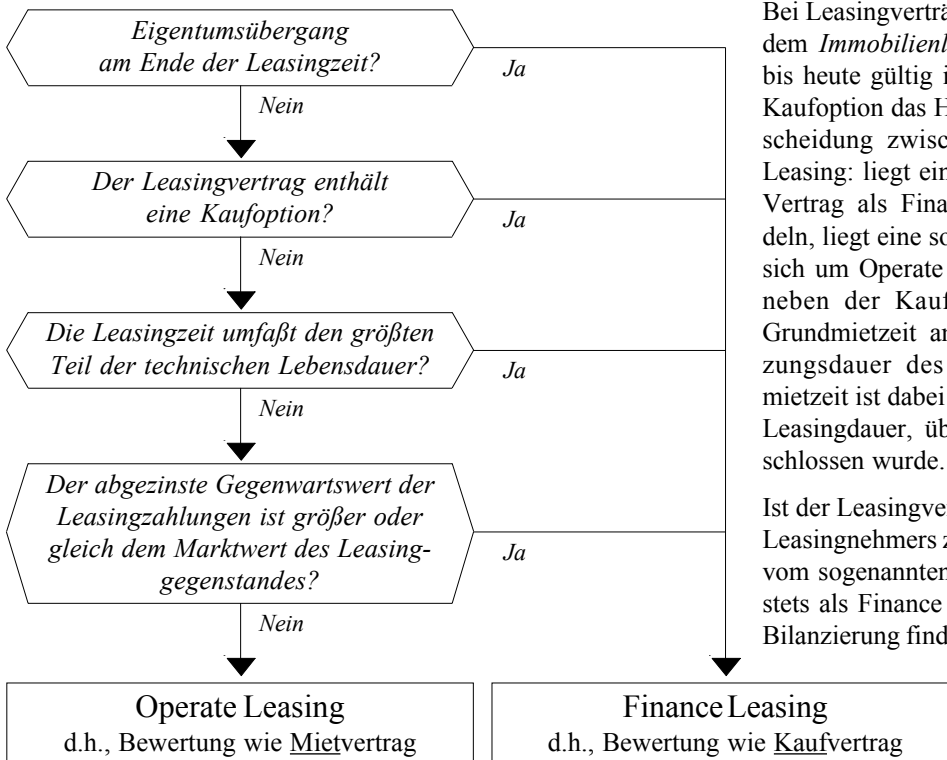 Eigentumsübergang
am Ende der Leasingzeit?
Ja
Nein
Der Leasingvertrag enthält
eine Kaufoption?
Ja
Nein
Die Leasingzeit umfaßt den größten
Teil der technischen Lebensdauer?
Ja
Nein
Der abgezinste Gegenwartswert der
Leasingzahlungen ist größer oder
gleich dem Marktwert des Leasing-
gegenstandes?
Ja
Nein
Operate Leasing
d.h., Bewertung wie Mietvertrag
Finance Leasing
d.h., Bewertung wie Kaufvertrag
Bei Leasingverträ
dem Immobilienl
bis heute gültig i
Kaufoption das H
scheidung zwisc
Leasing: liegt ein
Vertrag als Fina
deln, liegt eine so
sich um Operate
neben der Kauf
Grundmietzeit an
zungsdauer des
mietzeit ist dabei
Leasingdauer, üb
schlossen wurde.
Ist der Leasingve
Leasingnehmers z
vom sogenannten
stets als Finance
Bilanzierung find